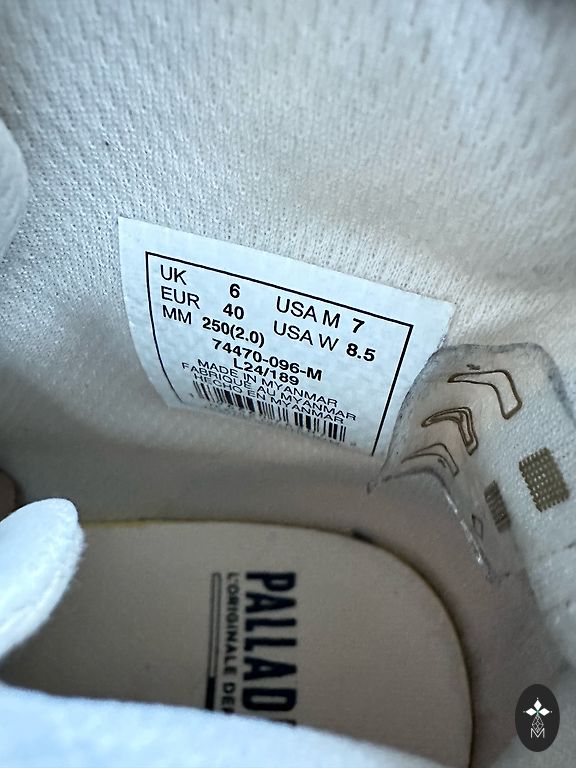 UK 6 USA M 7
EUR 40 USA W 8.5
MM 250(2.0)
74470-096-M
L24/189
MADE IN MYANMAR
FABRIQUE AU MYANMAR
HECHO EN MYANMAR
PALLAD
L'ORIGINALE DEP
M